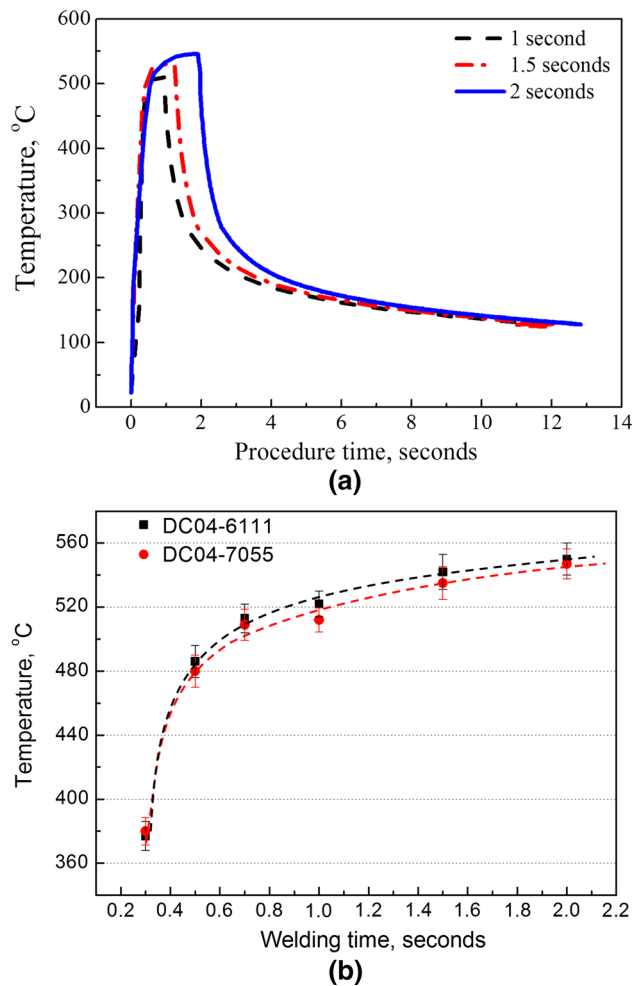 700
600
500
400
300
200
100
0
Temperature, °C
1 second
1.5 seconds
2 seconds
0 2 4 6 8 10 12 14
Procedure time, seconds
(a)
560
520
480
440
400
360
Temperature, °C
DC04-6111
DC04-7055
0.2 0.4 0.6 0.8 1.0 1.2 1.4 1.6 1.8 2.0 2.2
Welding time, seconds
(b)